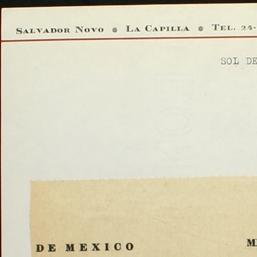 SALVADOR NOVO ● LA CAPILLA ● TEL. 24-
SOL DE
DE MEXICO